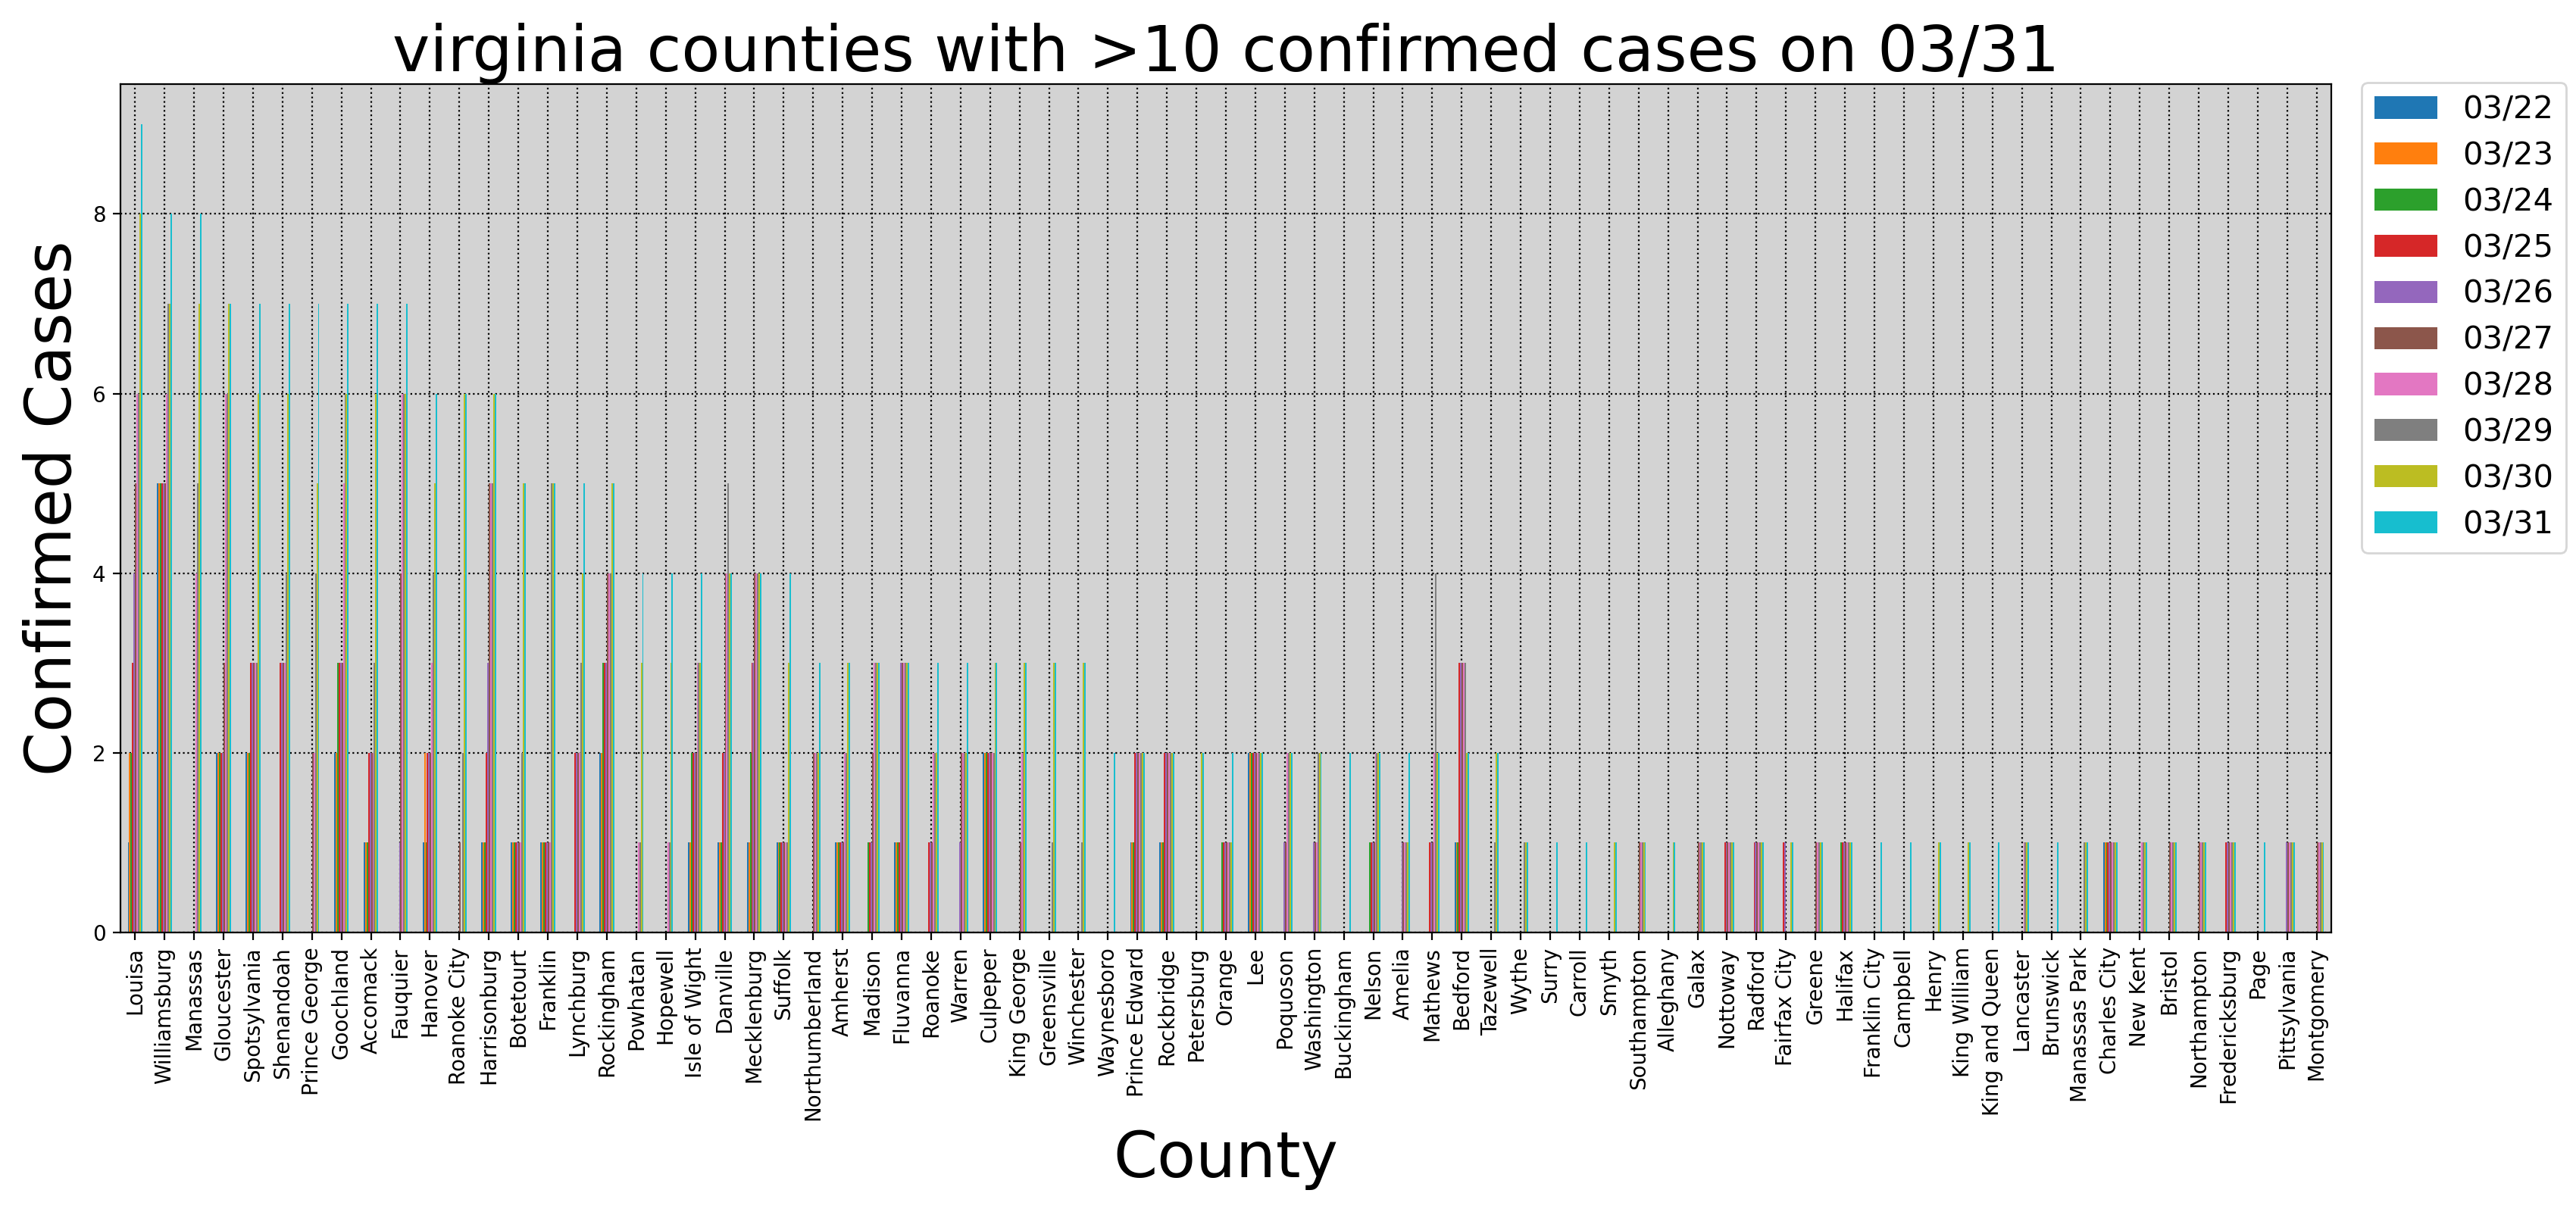 virginia counties with >10 confirmed cases on 03/31
Confirmed Cases
8
6
4
2
0
03/22
03/23
03/24
03/25
03/26
03/27
03/28
03/29
03/30
03/31
Louisa
Williamsburg
Manassas
Gloucester
Spotsylvania
Shenandoah
Prince George
Goochland
Accomack
Fauquier
Hanover
Roanoke City
Harrisonburg
Botetourt
Franklin
Lynchburg
Rockingham
Powhatan
Hopewell
Isle of Wight
Danville
Mecklenburg
Suffolk
Northumberland
Amherst
Madison
Fluvanna
Roanoke
Warren
Culpeper
King George
Greensville
Winchester
Waynesboro
Prince Edward
Rockbridge
Petersburg
Orange
Lee
Poquoson
Washington
Buckingham
Nelson
Amelia
Mathews
Bedford
Tazewell
Wythe
Surry
Carroll
Smyth
Southampton
Alleghany
Galax
Nottoway
Radford
Fairfax City
Greene
Halifax
Franklin City
Campbell
Henry
King William
King and Queen
Lancaster
Brunswick
Manassas Park
Charles City
New Kent
Bristol
Northampton
Fredericksburg
Page
Pittsylvania
Montgomery
County